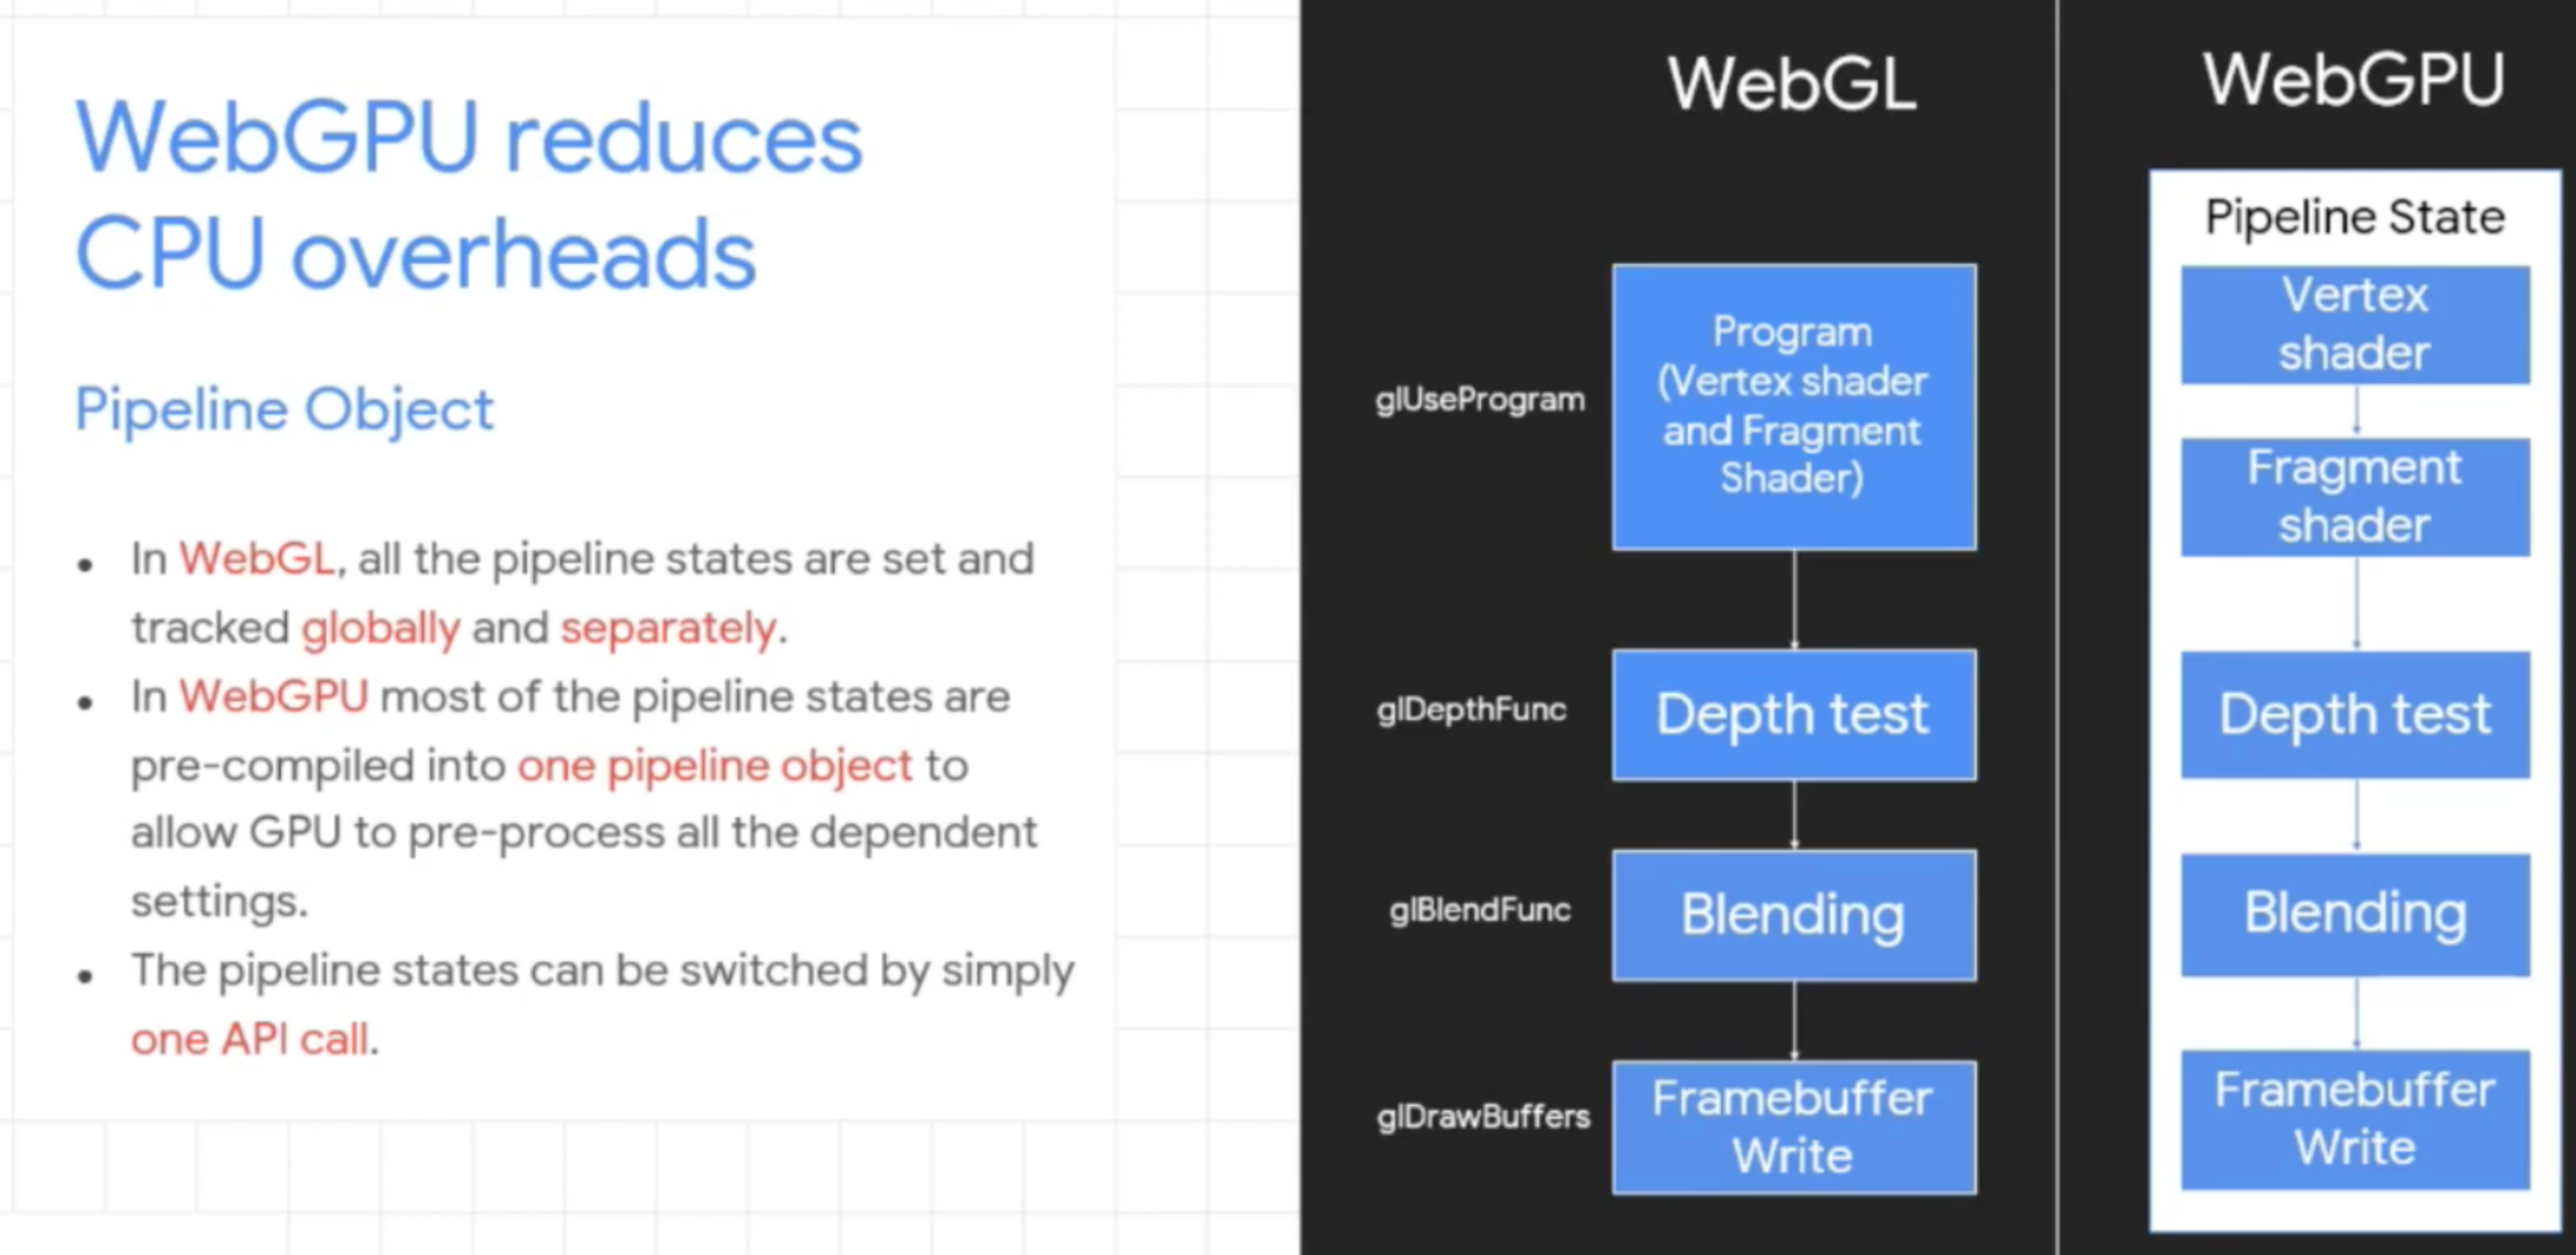 WebGPU reduces
CPU overheads
Pipeline Object
• In WebGL, all the pipeline states are set and
tracked globally and separately.
• In WebGPU most of the pipeline states are
pre-compiled into one pipeline object to
allow GPU to pre-process all the dependent
settings.
• The pipeline states can be switched by simply
one API call.
WebGL
glUseProgram
Program
(Vertex shader
and Fragment
Shader)
glDepthFunc
Depth test
glBlendFunc
Blending
glDrawBuffers
Framebuffer
Write
WebGPU
Pipeline State
Vertex
shader
Fragment
shader
Depth test
Blending
Framebuffer
Write